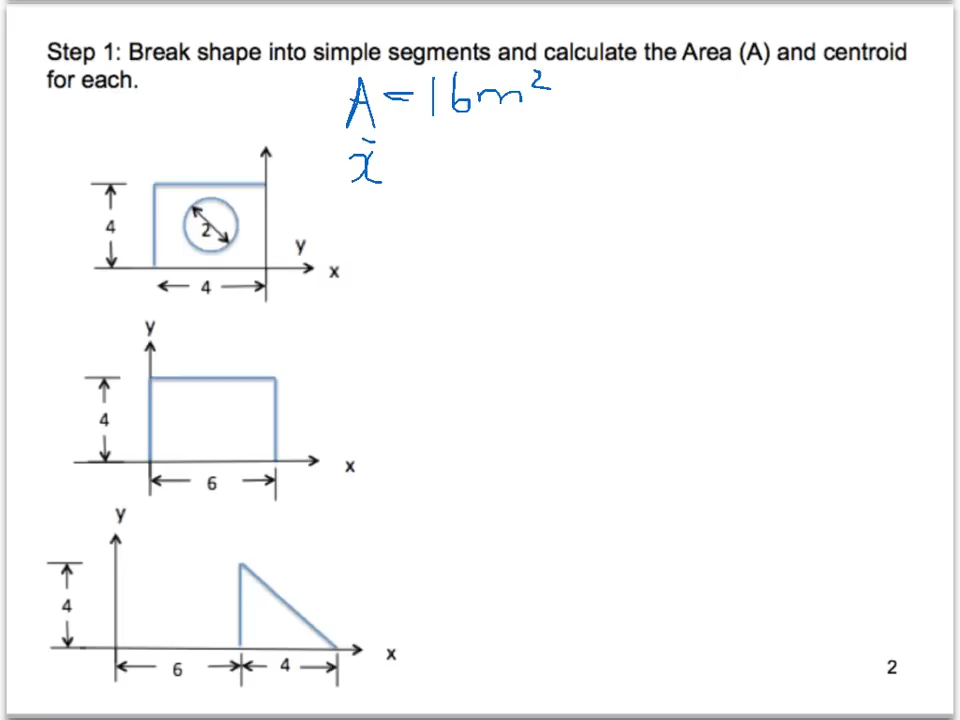 Step 1: Break shape into simple segments and calculate the Area (A) and centroid
for each.
A = 16m²
x̄
4
2
y
x
4
y
4
x
6
y
4
x
6
4
2